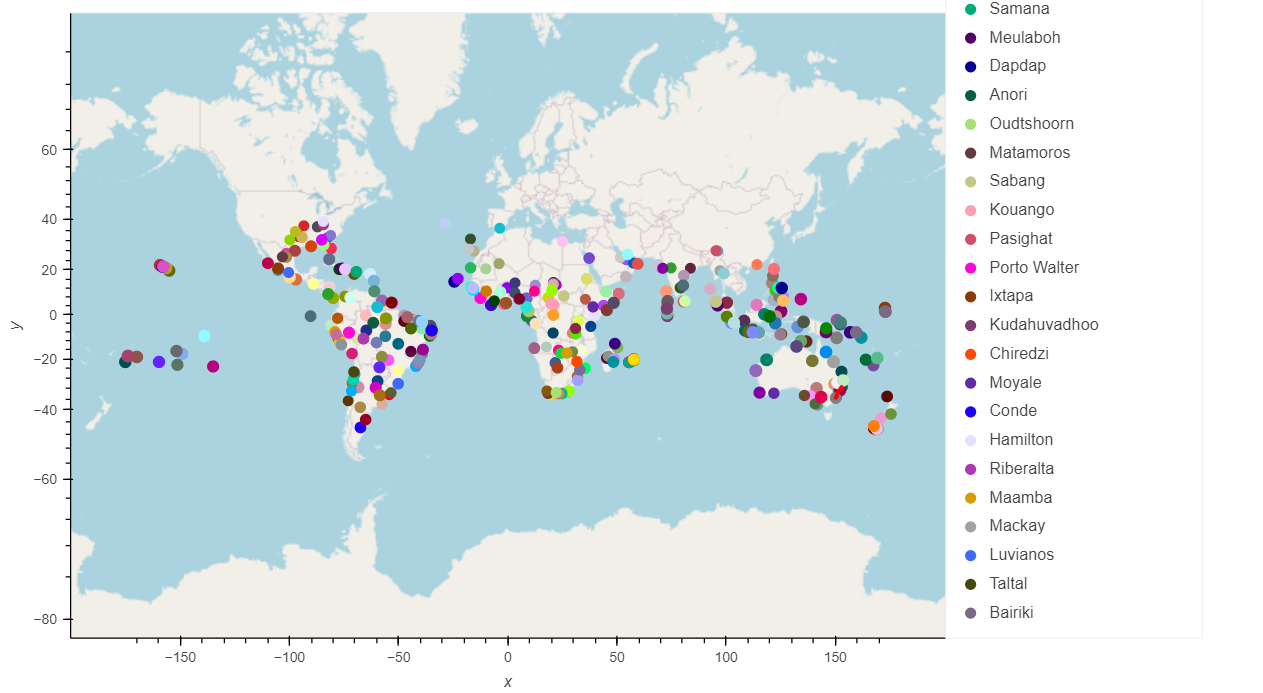 Samana
Meulaboh
Dapdap
Anori
Oudtshoorn
Matamoros
Sabang
Kouango
Pasighat
Porto Walter
Ixtapa
Kudahuvadhoo
Chiredzi
Moyale
Conde
Hamilton
Riberalta
Maamba
Mackay
Luvianos
Taltal
Bairiki
60
40
20
0
−20
−40
−60
−80
y
−150
−100
−50
0
50
100
150
x